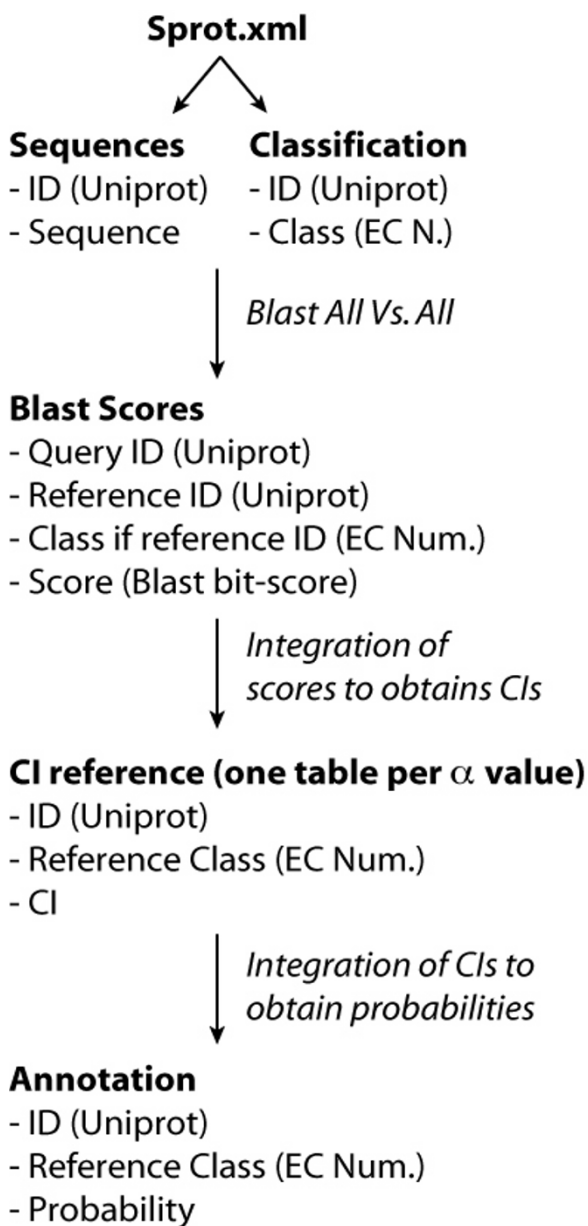 Sprot.xml
Sequences
- ID (Uniprot)
- Sequence
Classification
- ID (Uniprot)
- Class (EC N.)
Blast All Vs. All
Blast Scores
- Query ID (Uniprot)
- Reference ID (Uniprot)
- Class if reference ID (EC Num.)
- Score (Blast bit-score)
Integration of
scores to obtains CIs
CI reference (one table per α value)
- ID (Uniprot)
- Reference Class (EC Num.)
- CI
Integration of CIs to
obtain probabilities
Annotation
- ID (Uniprot)
- Reference Class (EC Num.)
- Probability